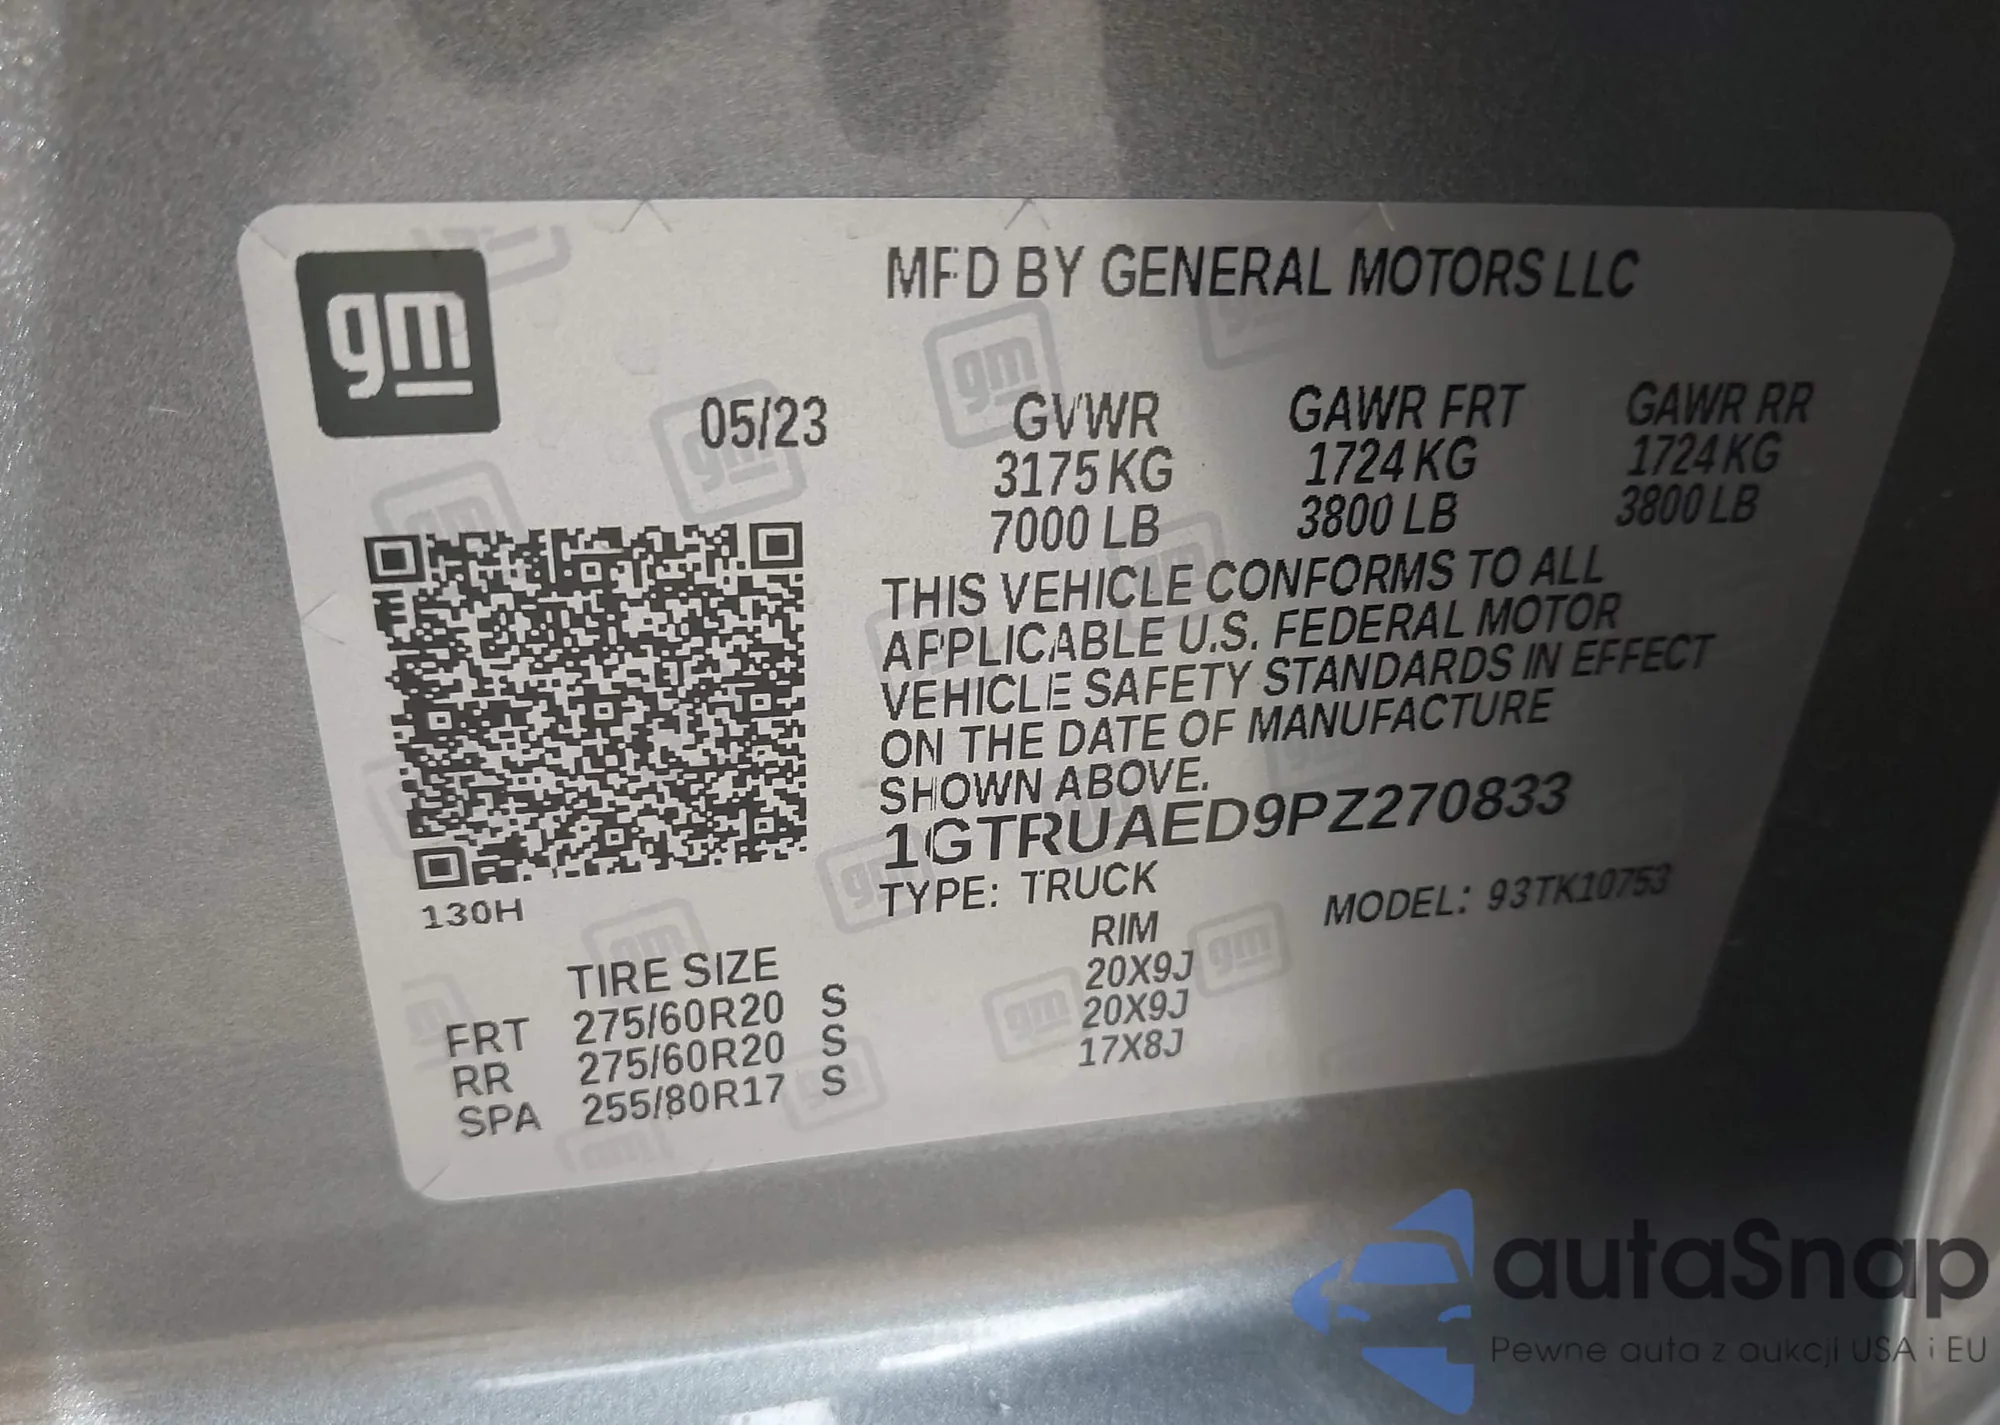 gm
MFD BY GENERAL MOTORS LLC
05/23
GVWR GAWR FRT GAWR RR
3175 KG 1724 KG 1724 KG
7000 LB 3800 LB 3800 LB
THIS VEHICLE CONFORMS TO ALL
APPLICABLE U.S. FEDERAL MOTOR
VEHICLE SAFETY STANDARDS IN EFFECT
ON THE DATE OF MANUFACTURE
SHOWN ABOVE.
1GTRUAED9PZ270833
TYPE: TRUCK MODEL: 93TK10753
130H
TIRE SIZE RIM
FRT 275/60R20 S 20X9J
RR 275/60R20 S 20X9J
SPA 255/80R17 S 17X8J
autaSnap
Pewne auta z aukcji USA i EU